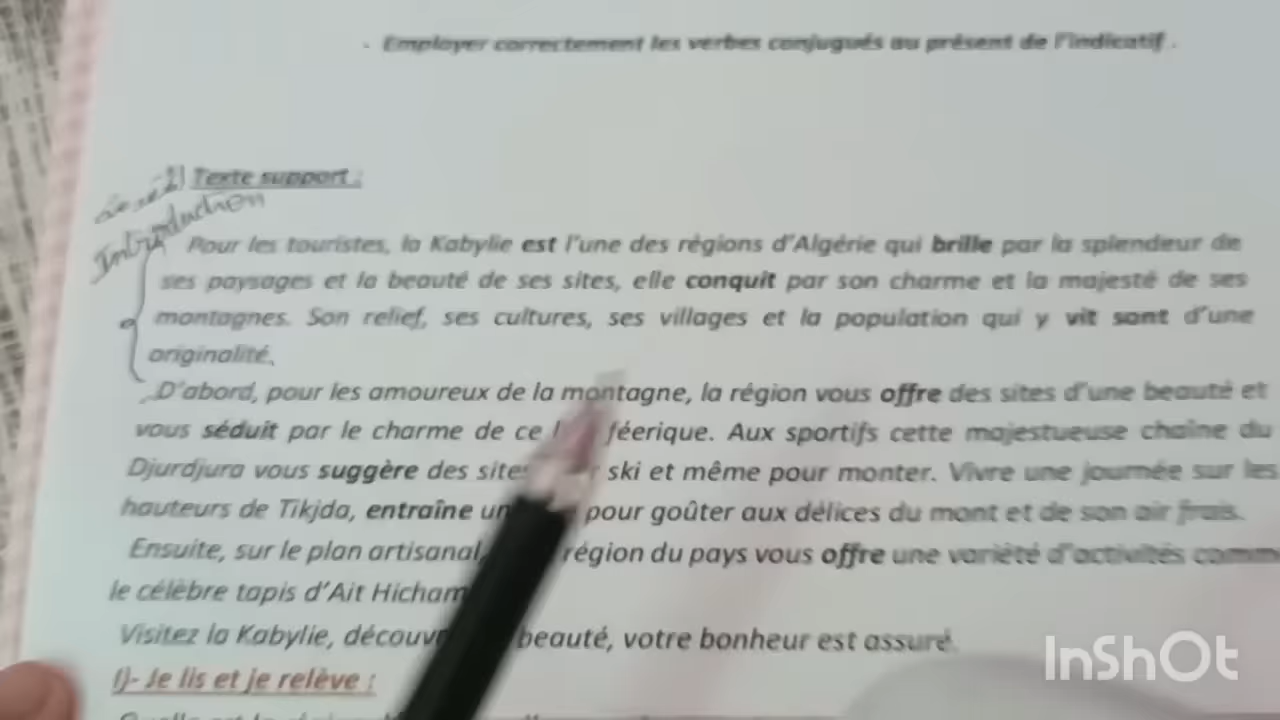 - Employer correctement les verbes conjugués au présent de l'indicatif .
Texte support :
Introduction
Pour les touristes, la Kabylie est l'une des régions d'Algérie qui brille par la splendeur de
ses paysages et la beauté de ses sites, elle conquit par son charme et la majesté de ses
montagnes. Son relief, ses cultures, ses villages et la population qui y vit sont d'une
originalité.
D'abord, pour les amoureux de la montagne, la région vous offre des sites d'une beauté et
vous séduit par le charme de ce féerique. Aux sportifs cette majestueuse chaîne du
Djurdjura vous suggère des sites ski et même pour monter. Vivre une journée sur les
hauteurs de Tikjda, entraîne pour goûter aux délices du mont et de son air frais.
Ensuite, sur le plan artisanal, région du pays vous offre une variété d'activités comm
le célèbre tapis d'Ait Hicham
Visitez la Kabylie, beauté, votre bonheur est assuré.
I)- Je lis et je relève :
InShOt